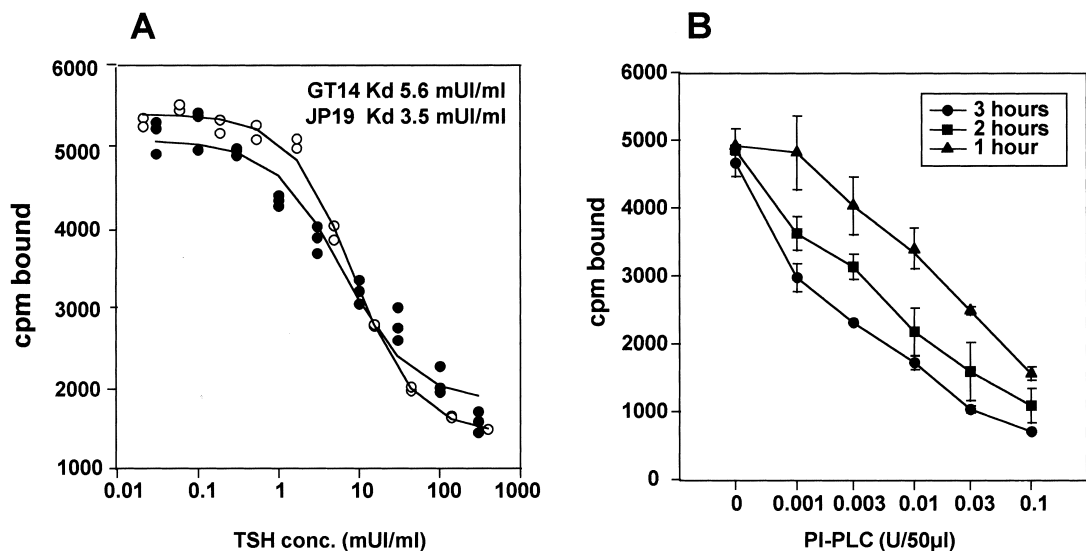 A
6000
5000
4000
3000
2000
1000
cpm bound
GT14 Kd 5.6 mUI/ml
JP19 Kd 3.5 mUI/ml
0.01 0.1 1 10 100 1000
TSH conc. (mUI/ml)
B
6000
5000
4000
3000
2000
1000
0
cpm bound
3 hours
2 hours
1 hour
0 0.001 0.003 0.01 0.03 0.1
PI-PLC (U/50µl)